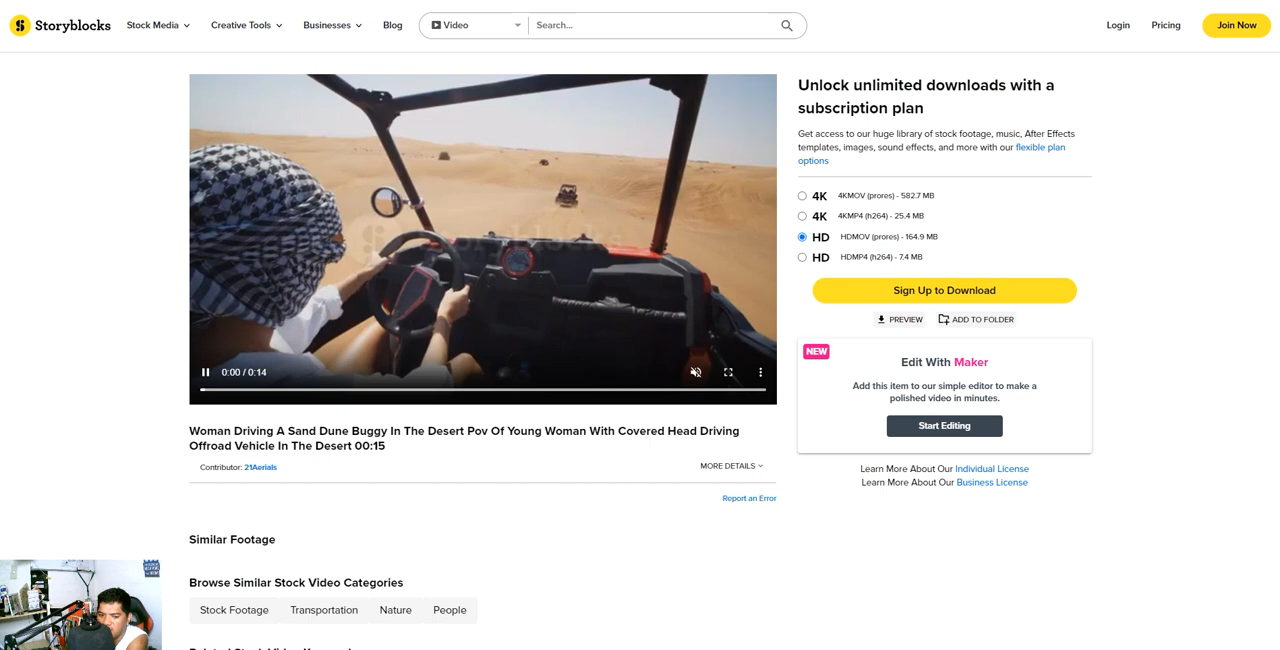 Storyblocks
Stock Media
Creative Tools
Businesses
Blog
Video
Search...
Login
Pricing
Join Now
storyblocks
0:00 / 0:14
Woman Driving A Sand Dune Buggy In The Desert Pov Of Young Woman With Covered Head Driving
Offroad Vehicle In The Desert 00:15
Contributor: 21Aerials
MORE DETAILS
Report an Error
Similar Footage
Browse Similar Stock Video Categories
Stock Footage
Transportation
Nature
People
Unlock unlimited downloads with a
subscription plan
Get access to our huge library of stock footage, music, After Effects
templates, images, sound effects, and more with our flexible plan
options
4K 4KMOV (prores) - 582.7 MB
4K 4KMP4 (h264) - 25.4 MB
HD HDMOV (prores) - 164.9 MB
HD HDMP4 (h264) - 7.4 MB
Sign Up to Download
PREVIEW
ADD TO FOLDER
NEW
Edit With Maker
Add this item to our simple editor to make a
polished video in minutes.
Start Editing
Learn More About Our Individual License
Learn More About Our Business License